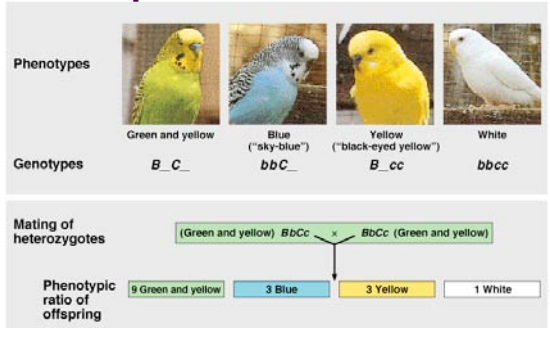 Phenotypes
Green and yellow
Blue
("sky-blue")
Yellow
("black-eyed yellow")
White
Genotypes
B_C_
bbC_
B_cc
bbcc
Mating of
heterozygotes
(Green and yellow) BbCc × BbCc (Green and yellow)
Phenotypic
ratio of
offspring
9 Green and yellow
3 Blue
3 Yellow
1 White